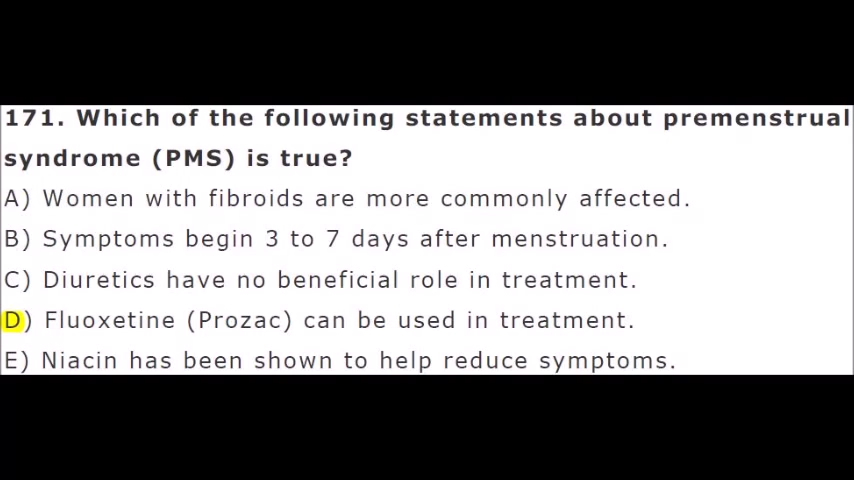 171. Which of the following statements about premenstrual
syndrome (PMS) is true?
A) Women with fibroids are more commonly affected.
B) Symptoms begin 3 to 7 days after menstruation.
C) Diuretics have no beneficial role in treatment.
D) Fluoxetine (Prozac) can be used in treatment.
E) Niacin has been shown to help reduce symptoms.